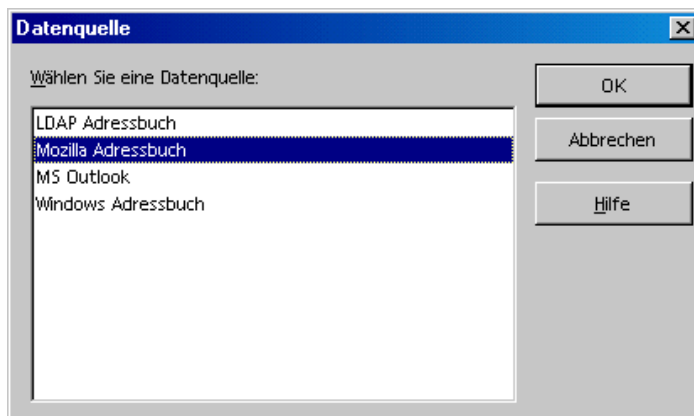 Datenquelle
Wählen Sie eine Datenquelle:
LDAP Adressbuch
Mozilla Adressbuch
MS Outlook
Windows Adressbuch
OK
Abbrechen
Hilfe